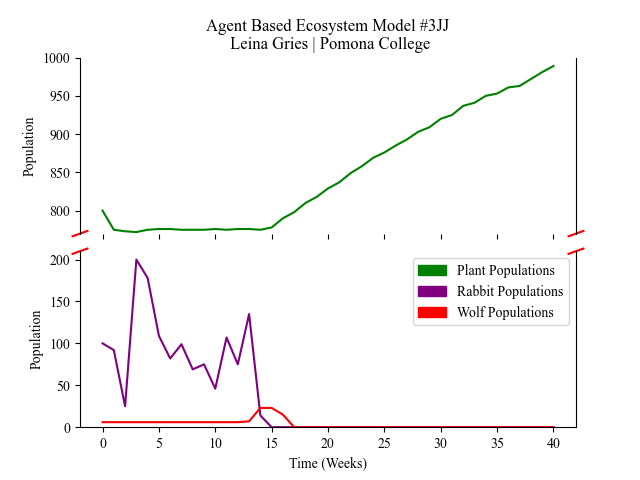 Agent Based Ecosystem Model #3JJ
Leina Gries | Pomona College
1000
950
900
850
800
Population
200
150
100
50
0
Population
Plant Populations
Rabbit Populations
Wolf Populations
0 5 10 15 20 25 30 35 40
Time (Weeks)